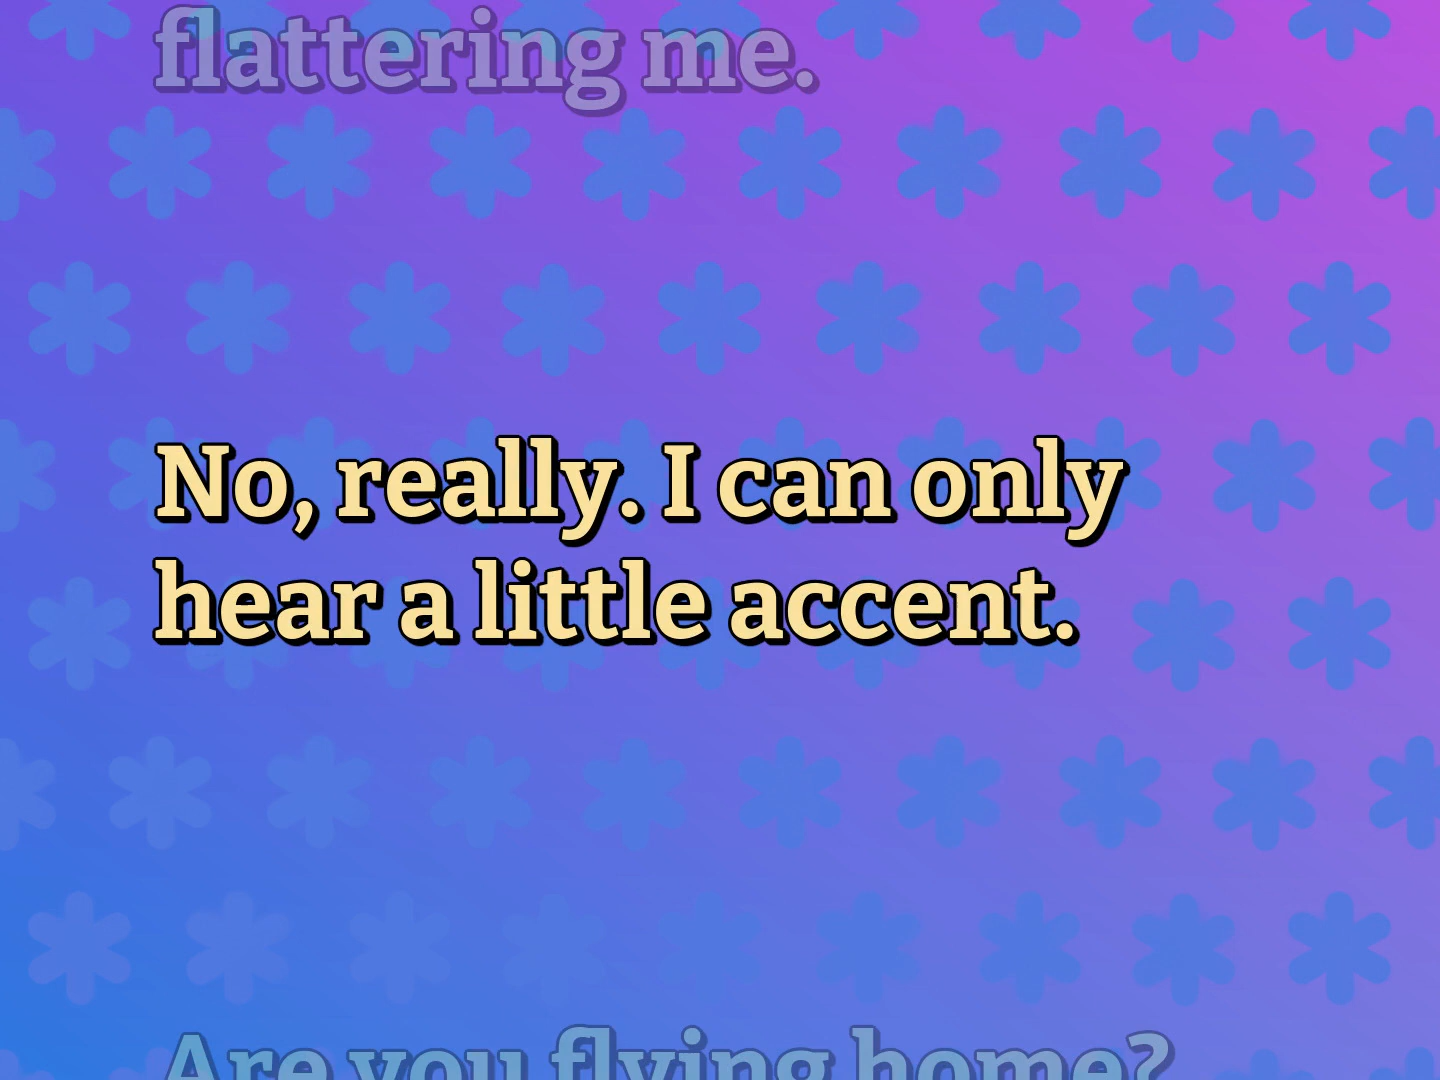 flattering me.
No, really. I can only
hear a little accent.
Are you flying home?